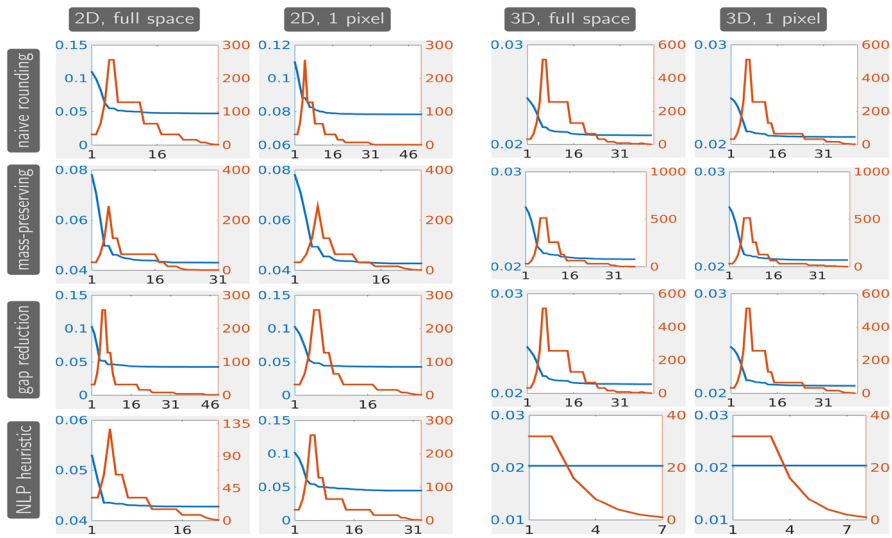 2D, full space 2D, 1 pixel 3D, full space 3D, 1 pixel
naive rounding
0.15 300 0.12 300 0.03 600 0.03 600
0.1 200 0.1 200 400 400
0.05 100 0.08 100 200 200
0 0 0.06 0 0.02 0 0.02 0
1 16 1 16 31 46 1 16 31 1 16 31
mass-preserving
0.08 400 0.08 400 0.03 1000 0.03 1000
0.06 200 0.06 200 500 500
0.04 0 0.04 0 0.02 0 0.02 0
1 16 31 1 16 1 16 31 1 16 31
gap reduction
0.15 300 0.15 300 0.03 600 0.03 600
0.1 200 0.1 200 400 400
0.05 100 0.05 100 200 200
0 0 0 0 0.02 0 0.02 0
1 16 31 46 1 16 1 16 31 1 16 31
NLP heuristic
0.06 135 0.15 300 0.03 40 0.03 40
90 0.1 200
0.05 0.02 20 0.02 20
45 0.05 100
0.04 0 0 0 0.01 0 0.01 0
1 16 1 16 31 1 4 7 1 4 7